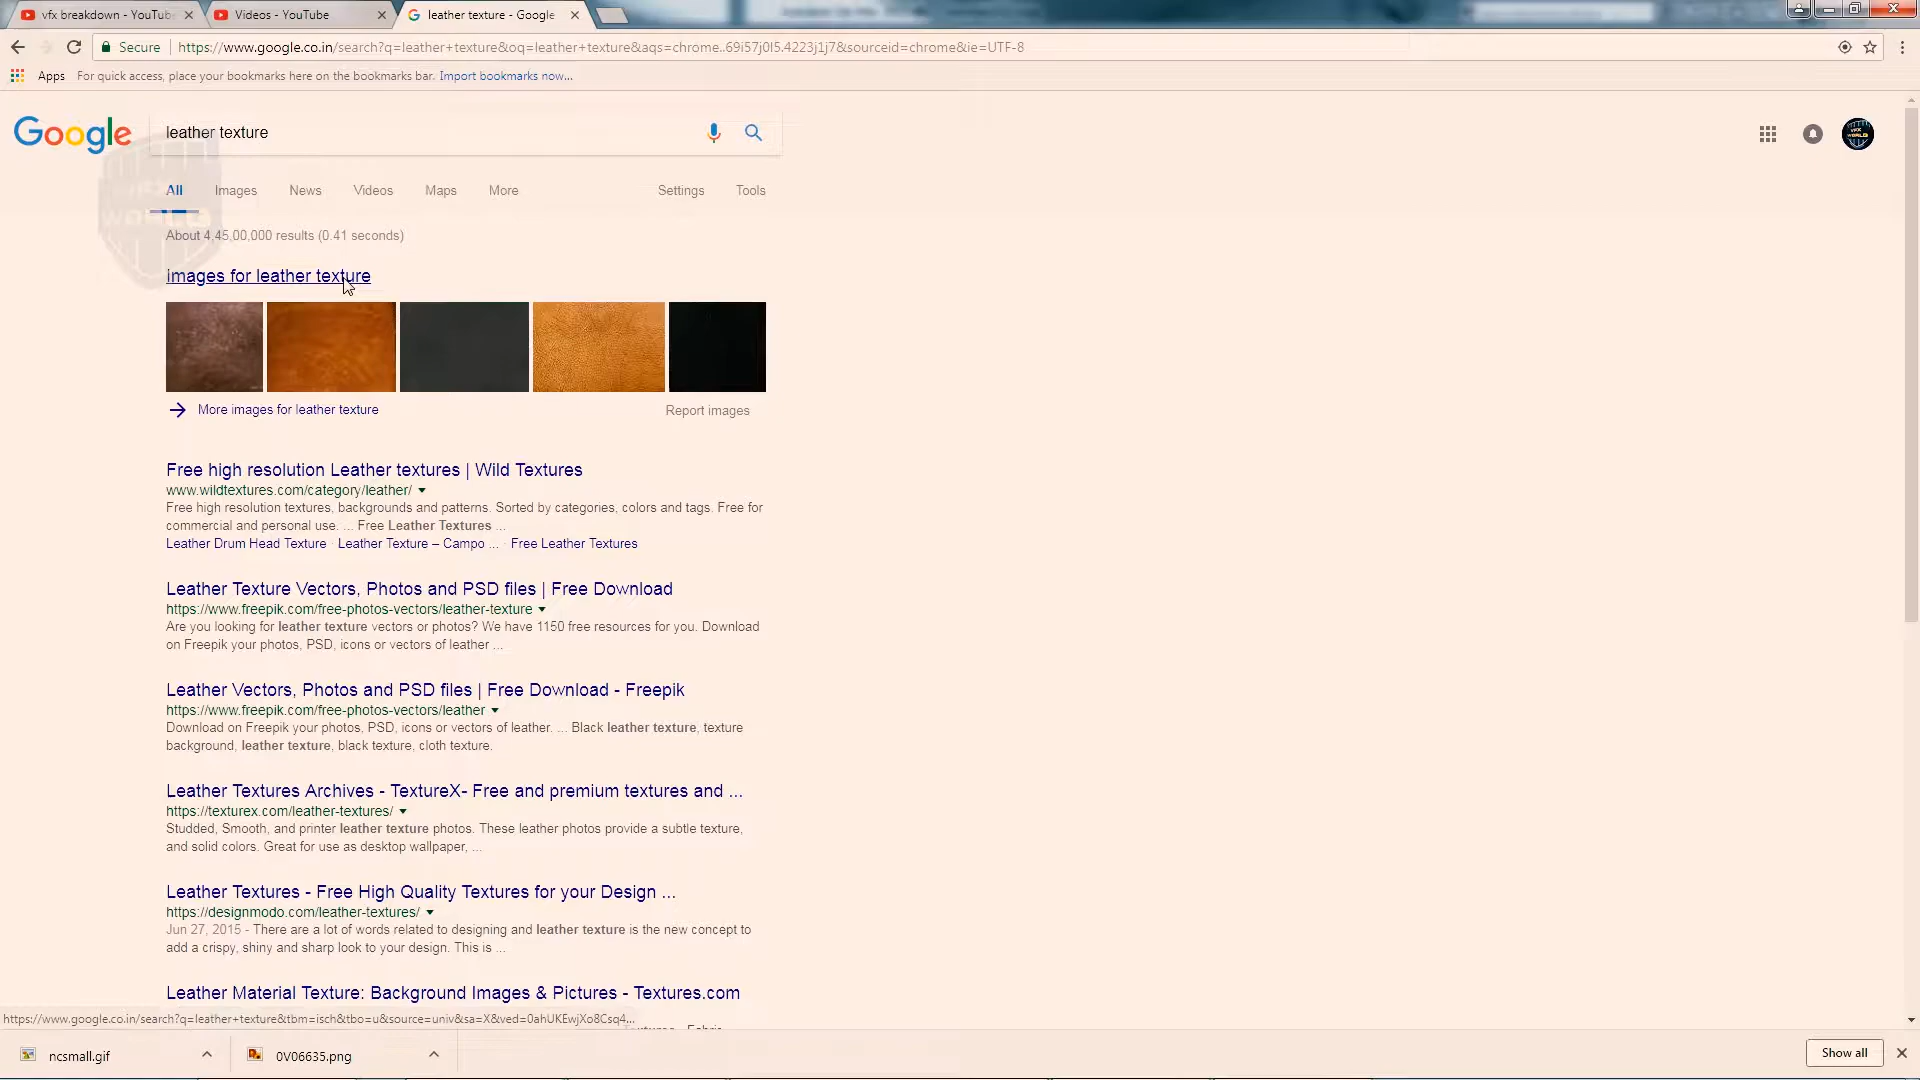 vfx breakdown - YouTub
Videos - YouTube
leather texture - Google
Secure
https://www.google.co.in/search?q=leather+texture&oq=leather+texture&aqs=chrome..69i57j0l5.4223j1j7&sourceid=chrome&ie=UTF-8
Apps For quick access, place your bookmarks here on the bookmarks bar. Import bookmarks now...
Google
leather texture
All Images News Videos Maps More Settings Tools
About 4,45,00,000 results (0.41 seconds)
Images for leather texture
More images for leather texture
Report images
Free high resolution Leather textures | Wild Textures
www.wildtextures.com/category/leather/
Free high resolution textures, backgrounds and patterns. Sorted by categories, colors and tags. Free for
commercial and personal use. ... Free Leather Textures ...
Leather Drum Head Texture · Leather Texture – Campo ... · Free Leather Textures
Leather Texture Vectors, Photos and PSD files | Free Download
https://www.freepik.com/free-photos-vectors/leather-texture
Are you looking for leather texture vectors or photos? We have 1150 free resources for you. Download
on Freepik your photos, PSD, icons or vectors of leather ...
Leather Vectors, Photos and PSD files | Free Download - Freepik
https://www.freepik.com/free-photos-vectors/leather
Download on Freepik your photos, PSD, icons or vectors of leather. ... Black leather texture, texture
background, leather texture, black texture, cloth texture.
Leather Textures Archives - TextureX- Free and premium textures and ...
https://texturex.com/leather-textures/
Studded, Smooth, and printer leather texture photos. These leather photos provide a subtle texture,
and solid colors. Great for use as desktop wallpaper, ...
Leather Textures - Free High Quality Textures for your Design ...
https://designmodo.com/leather-textures/
Jun 27, 2015 - There are a lot of words related to designing and leather texture is the new concept to
add a crispy, shiny and sharp look to your design. This is ...
Leather Material Texture: Background Images & Pictures - Textures.com
https://www.google.co.in/search?q=leather+texture&tbm=isch&tbo=u&source=univ&sa=X&ved=0ahUKEwjXo8Csq4...
ncsmall.gif
0V06635.png
Show all